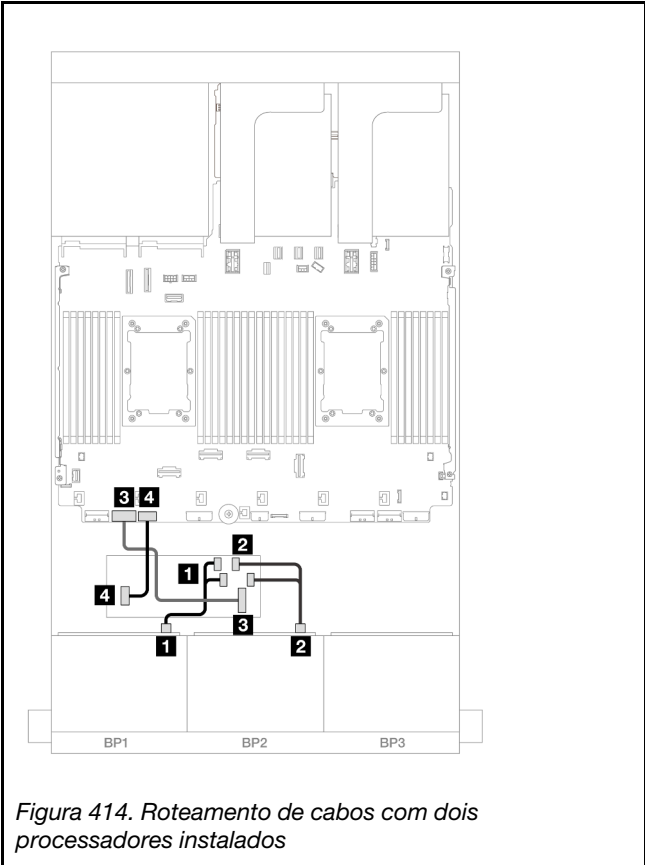 3 4
2
1
4
3
1 2
BP1 BP2 BP3
Figura 414. Roteamento de cabos com dois
processadores instalados